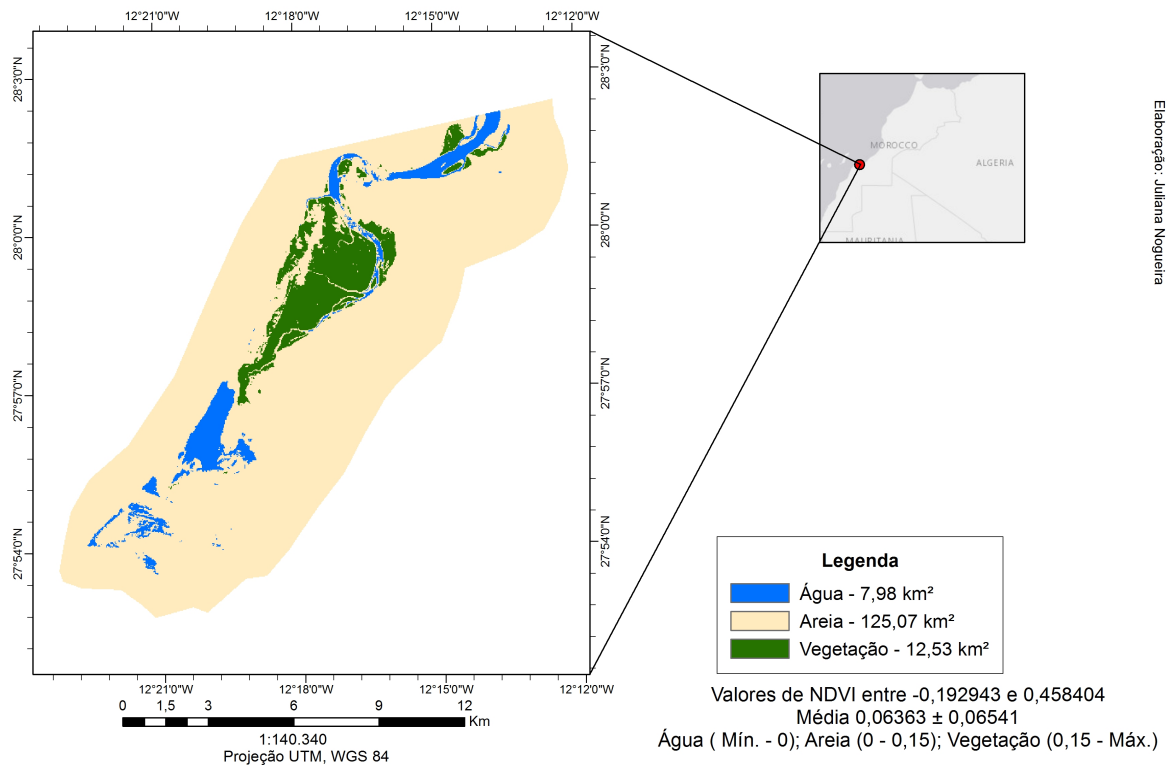 12°21'0"W 12°18'0"W 12°15'0"W 12°12'0"W
28°3'0"N
28°3'0"N
28°0'0"N
28°0'0"N
27°57'0"N
27°57'0"N
27°54'0"N
27°54'0"N
12°21'0"W 12°18'0"W 12°15'0"W 12°12'0"W
0 1,5 3 6 9 12
Km
1:140.340
Projeção UTM, WGS 84
MOROCCO
ALGERIA
MAURITANIA
Elaboração: Juliana Nogueira
Legenda
Água - 7,98 km²
Areia - 125,07 km²
Vegetação - 12,53 km²
Valores de NDVI entre -0,192943 e 0,458404
Média 0,06363 ± 0,06541
Água ( Mín. - 0); Areia (0 - 0,15); Vegetação (0,15 - Máx.)